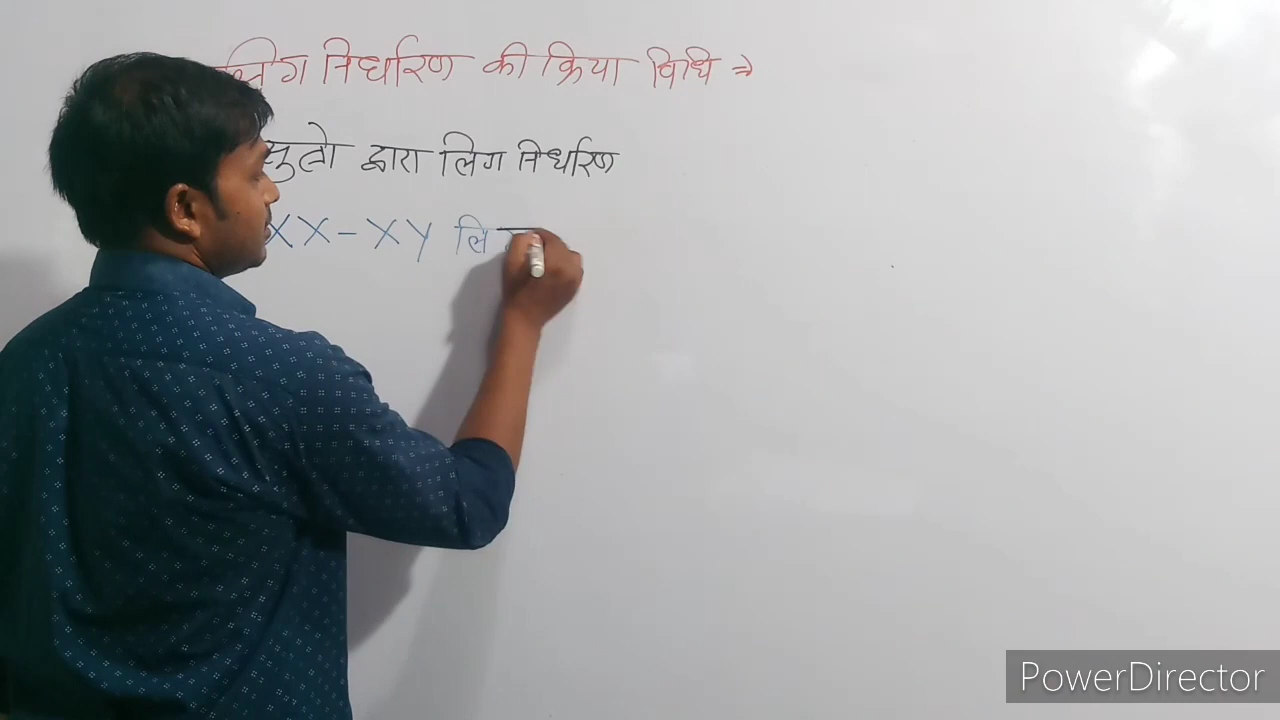 लिग निर्धारण की क्रिया विधि ⇒
द्वारा लिग निर्धारण
XX - XY लि
PowerDirector